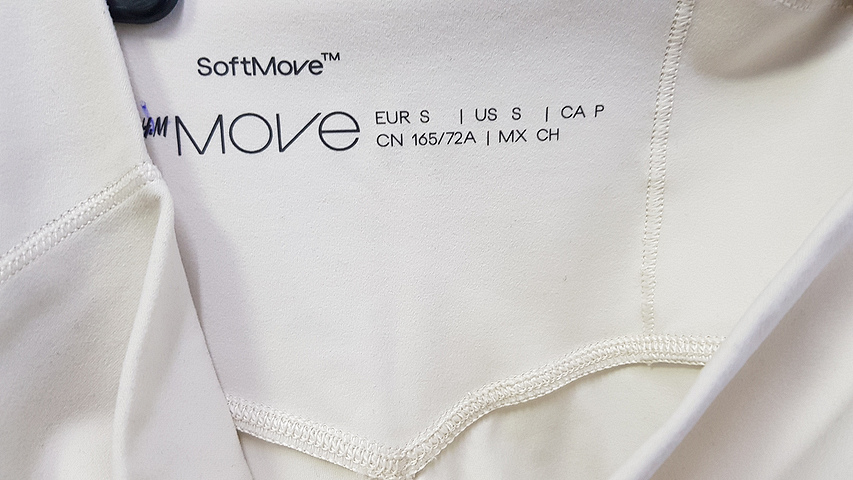 SoftMove™
H&M MOVE
EUR S | US S | CA P
CN 165/72A | MX CH